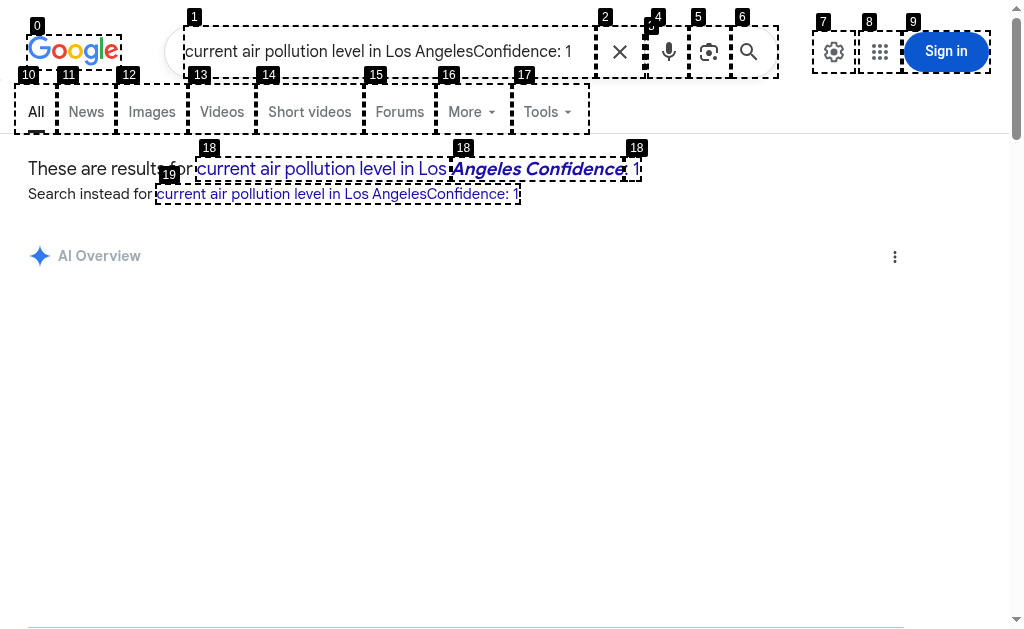 0 1 2 3 4 5 6 7 8 9
Google current air pollution level in Los AngelesConfidence: 1 Sign in
10 11 12 13 14 15 16 17
All News Images Videos Short videos Forums More Tools
18 18 18
These are results for current air pollution level in Los Angeles Confidence: 1
19
Search instead for current air pollution level in Los AngelesConfidence: 1
AI Overview